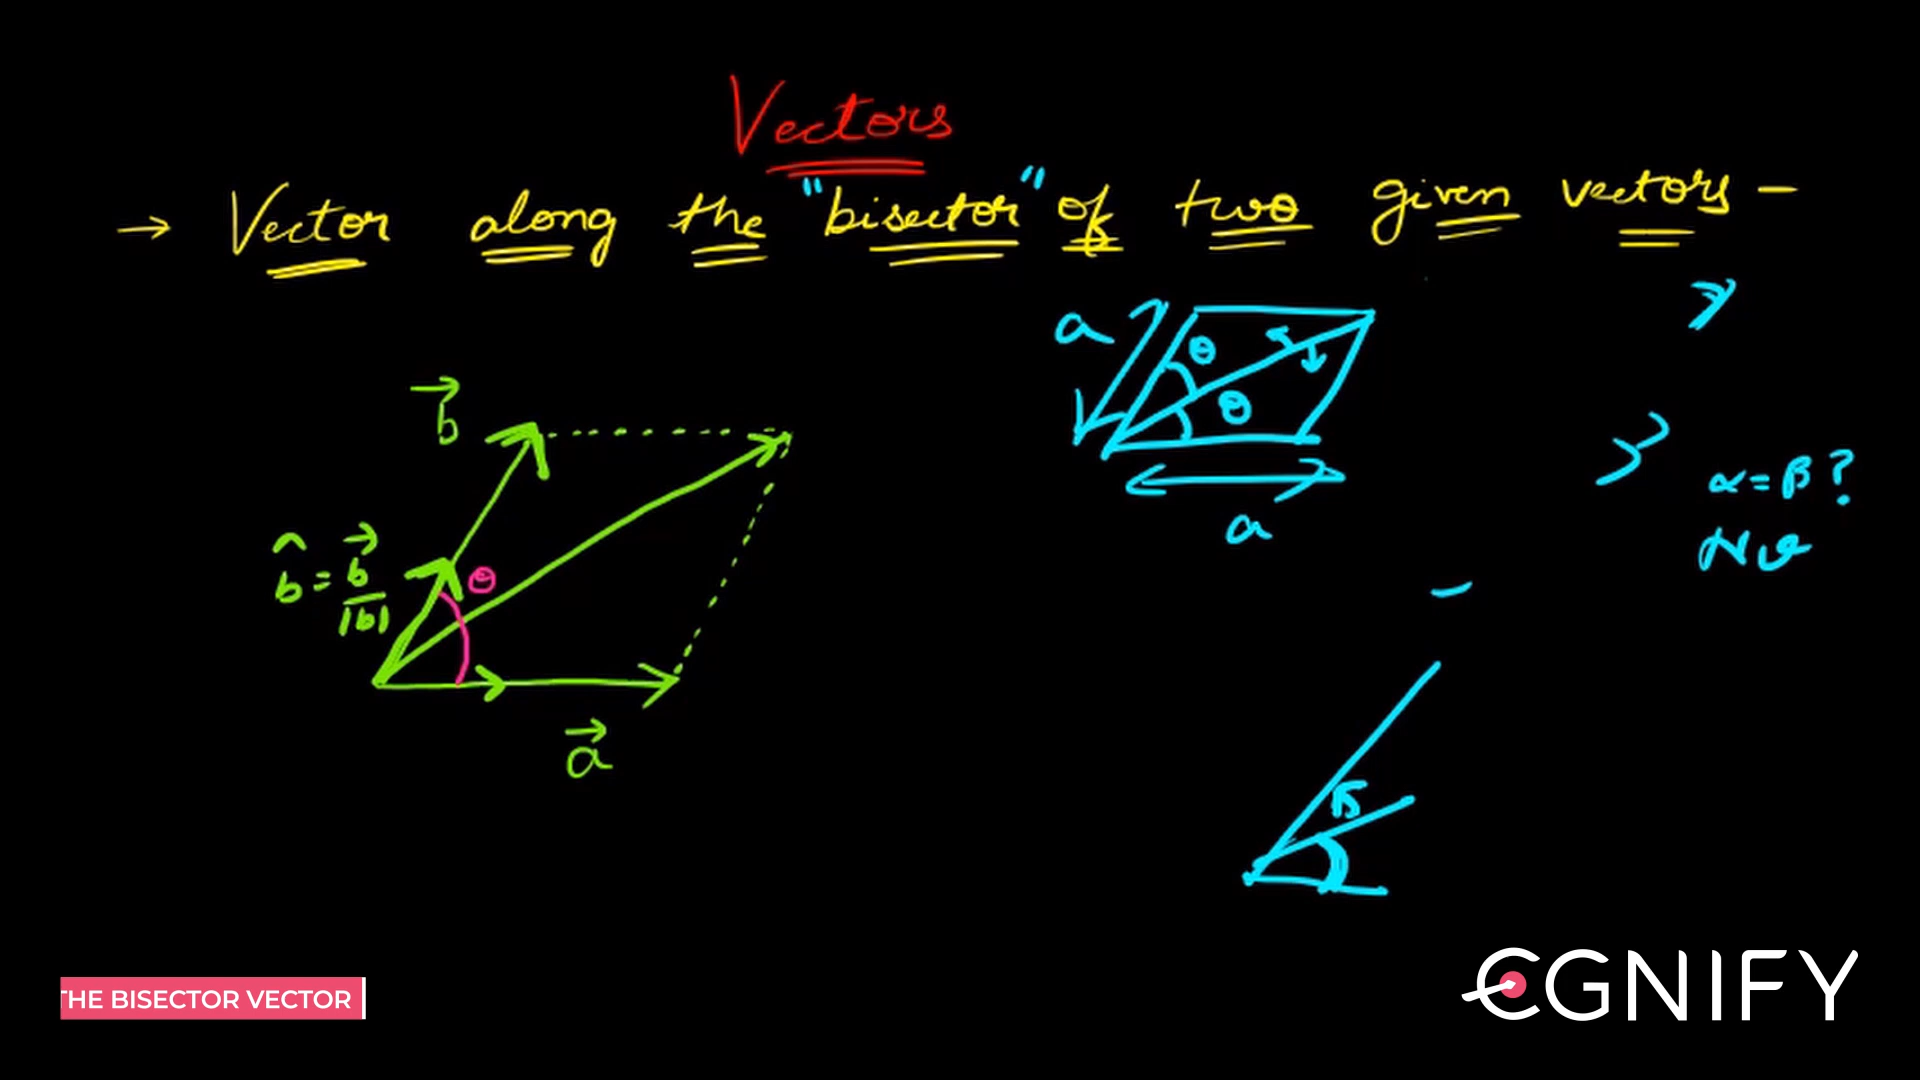 Vectors
→ Vector along the "bisector" of two given vectors -
a
θ
θ
a
b
b = b
|b|
θ
a
α = β ?
No
β
THE BISECTOR VECTOR
CGNIFY